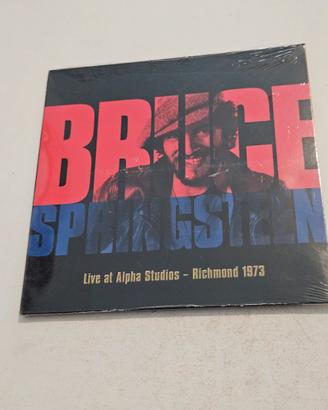 BRUCE
SPRINGSTEEN
Live at Alpha Studios – Richmond 1973